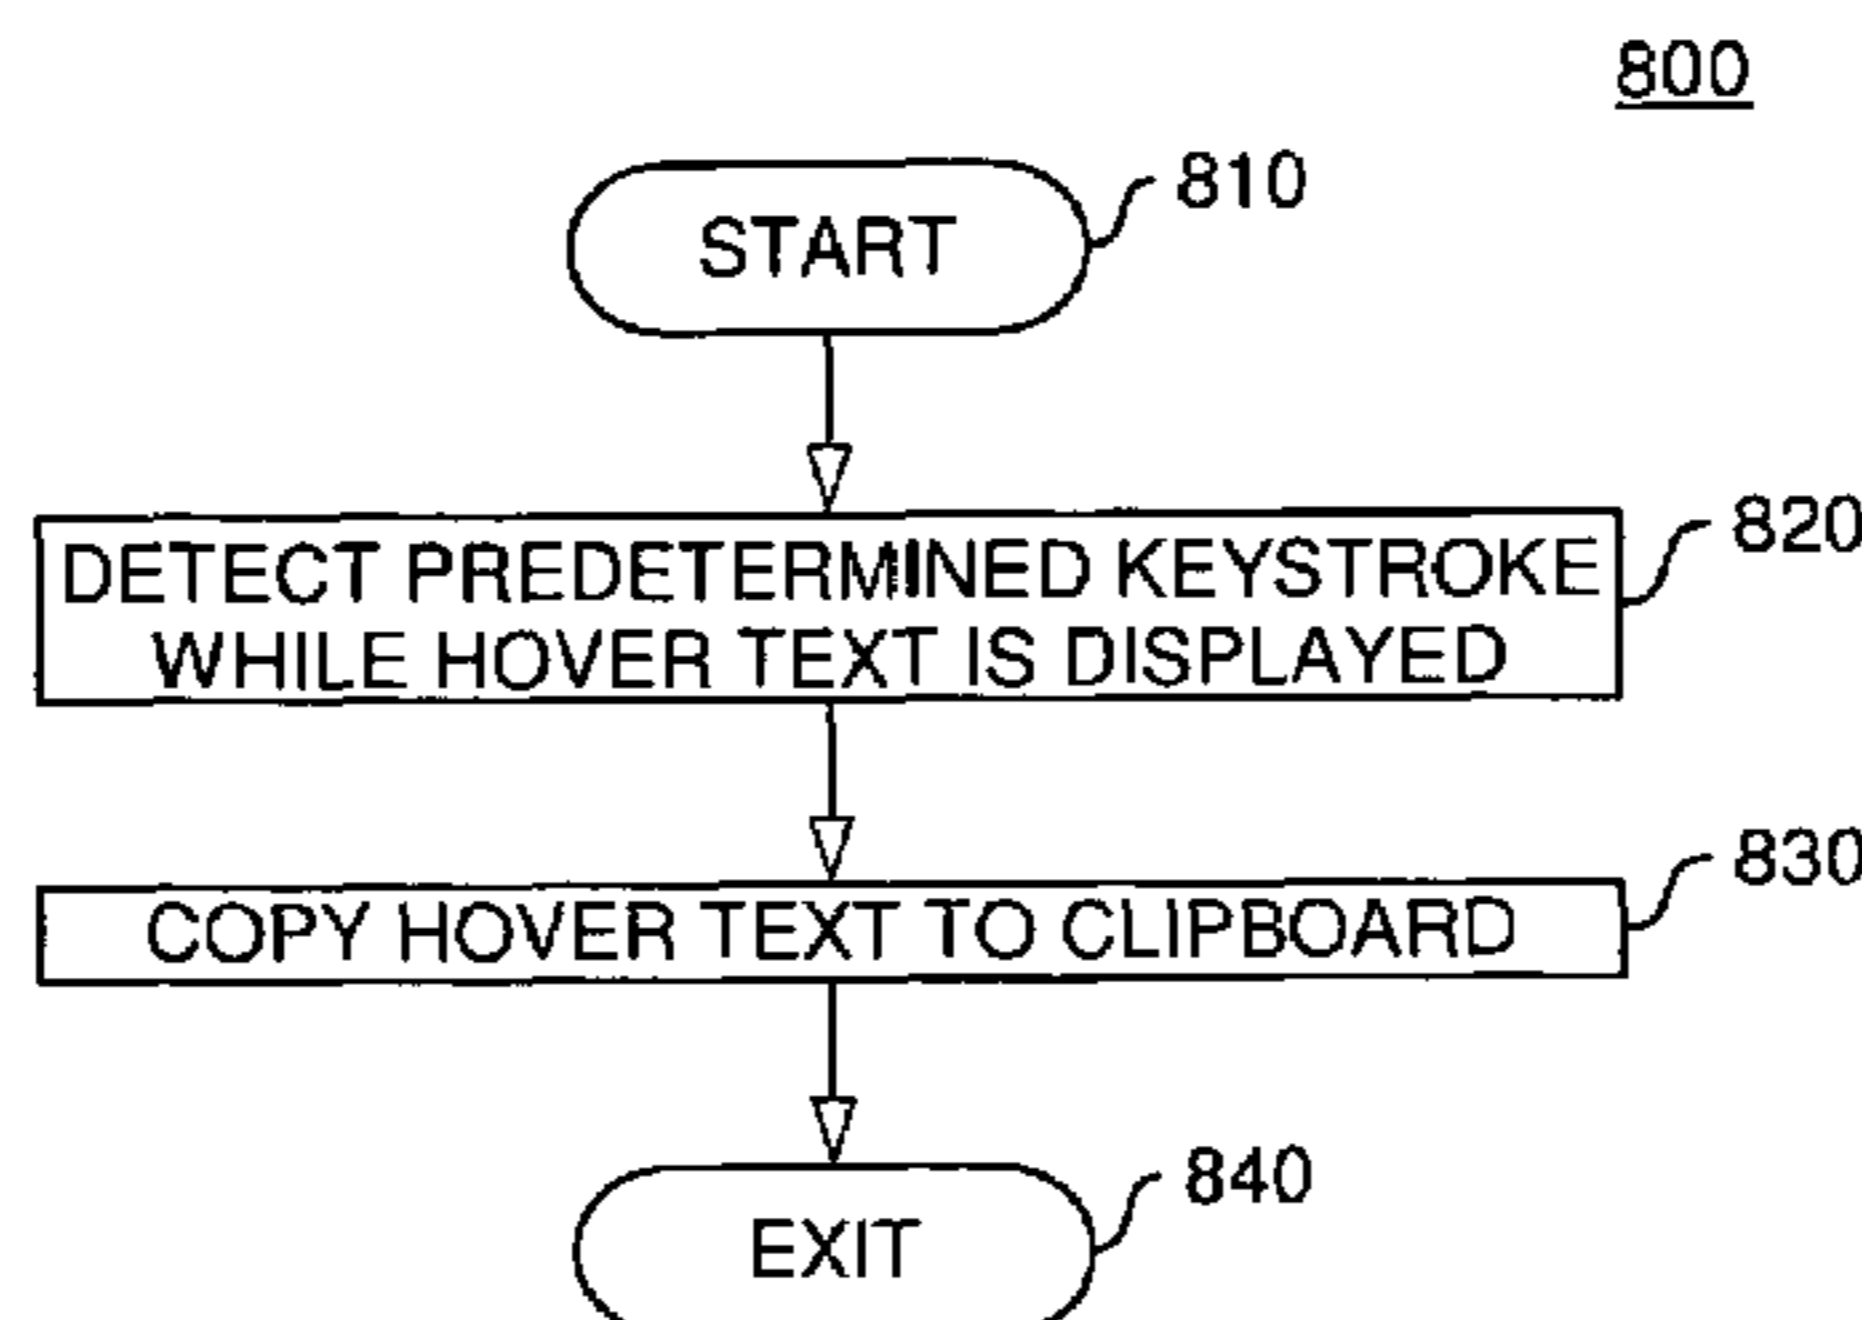 800
810
START
820
DETECT PREDETERMINED KEYSTROKE
WHILE HOVER TEXT IS DISPLAYED
830
COPY HOVER TEXT TO CLIPBOARD
840
EXIT